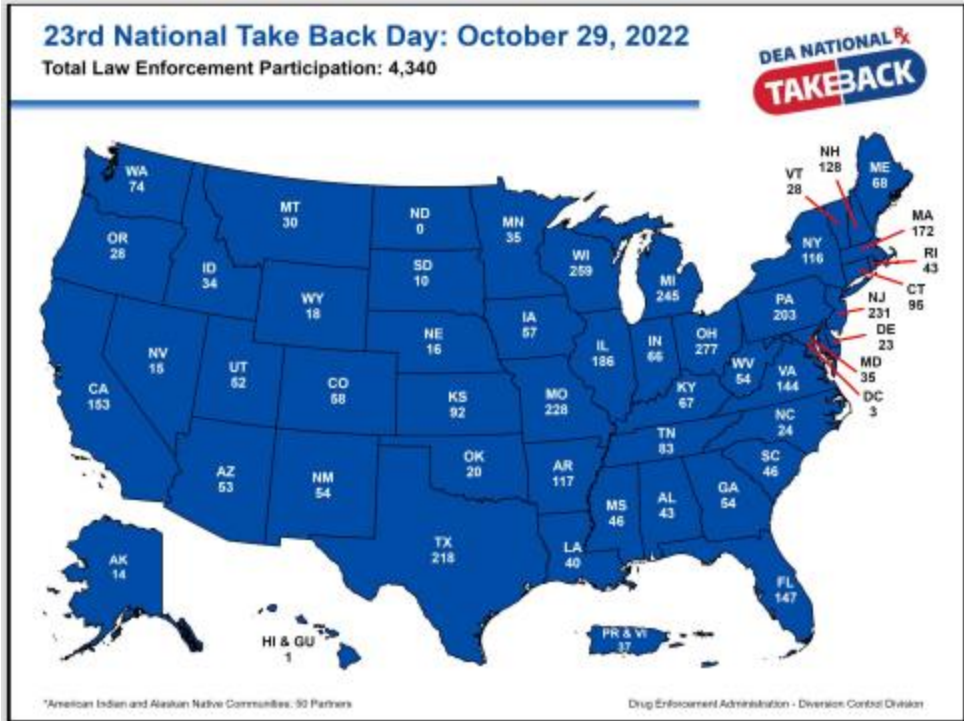 23rd National Take Back Day: October 29, 2022
Total Law Enforcement Participation: 4,340
DEA NATIONAL Rx
TAKEBACK
WA
74
OR
28
CA
153
NV
15
ID
34
MT
30
WY
18
UT
52
CO
58
AZ
53
NM
54
ND
0
SD
10
NE
16
KS
92
OK
20
TX
218
MN
35
IA
57
MO
228
AR
117
LA
40
WI
259
IL
186
MI
245
IN
66
OH
277
KY
67
TN
83
MS
46
AL
43
GA
54
FL
147
SC
46
NC
24
VA
144
WV
54
PA
203
NY
116
VT
28
NH
128
ME
68
MA
172
RI
43
CT
95
NJ
231
DE
23
MD
35
DC
3
AK
14
HI & GU
1
PR & VI
37
*American Indian and Alaskan Native Communities: 50 Partners
Drug Enforcement Administration - Diversion Control Division